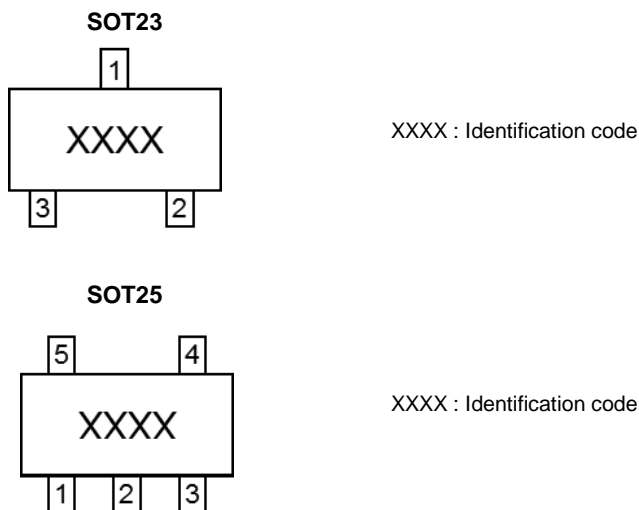 SOT23
1
XXXX
XXXX : Identification code
3 2
SOT25
5 4
XXXX
XXXX : Identification code
1 2 3